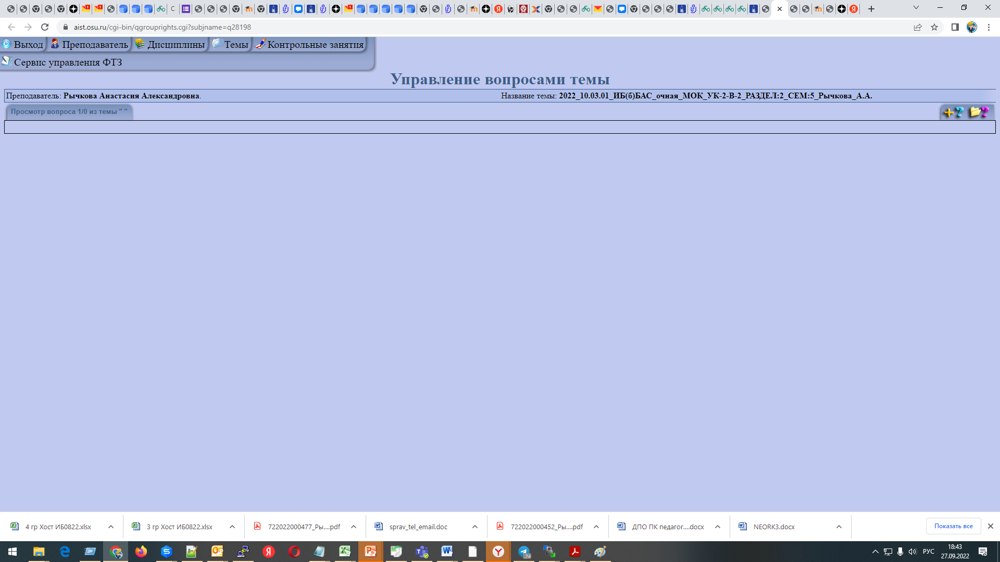 aist.osu.ru/cgi-bin/qgrouprights.cgi?subjname=q28198
Выход Преподаватель Дисциплины Темы Контрольные занятия
Сервис управления ФТЗ
Управление вопросами темы
Преподаватель: Рычкова Анастасия Александровна. Название темы: 2022_10.03.01_ИБ(б)БАС_очная_МОК_УК-2-В-2_РАЗДЕЛ:2_СЕМ:5_Рычкова_А.А.
Просмотр вопроса 1/0 из темы " "
4 гр Хост ИБ0822.xlsx 3 гр Хост ИБ0822.xlsx 722022000477_Ры....pdf sprav_tel_email.doc 722022000452_Ры....pdf ДПО ПК педагог....docx NEORK3.docx Показать все
74 РУС 18:43
27.09.2022